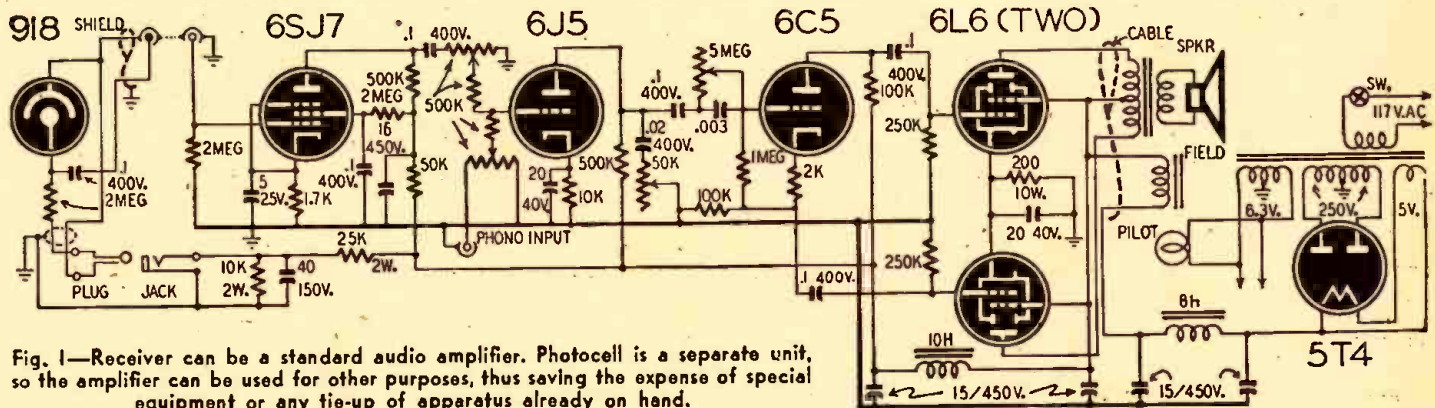 918
SHIELD
6SJ7
6J5
6C5
6L6 (TWO)
CABLE
SPKR
SW.
117V.AC
FIELD
.1
400V.
2MEG
2MEG
5
25V.
1.7K
500K
2MEG
16
450V.
.1
400V.
50K
.1
400V.
500K
PHONO INPUT
20
40V.
10K
500K
.1
400V.
.02
400V.
50K
5 MEG
.003
1MEG
100K
2K
.1
400V.
100K
250K
250K
.1 400V.
200
10W.
20 40V.
PILOT
6.3V.
250V.
5V.
8h
5T4
10H
15/450V.
15/450V.
PLUG
JACK
10K
2W.
40
150V.
25K
2W.
Fig. 1—Receiver can be a standard audio amplifier. Photocell is a separate unit,
so the amplifier can be used for other purposes, thus saving the expense of special
equipment or any tie-up of apparatus already on hand.